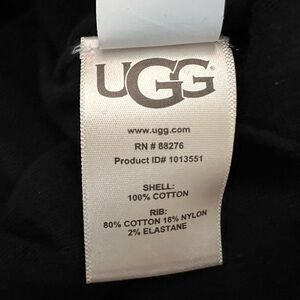 UGG
www.ugg.com
RN # 88276
Product ID# 1013551
SHELL:
100% COTTON
RIB:
80% COTTON 18% NYLON
2% ELASTANE